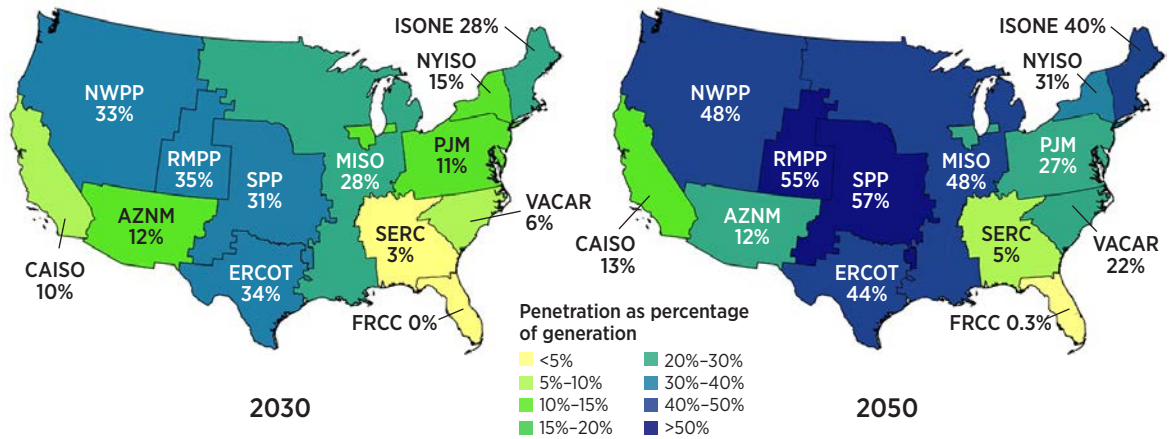 ISONE 28%
NYISO
15%
NWPP
33%
RMPP
35%
SPP
31%
MISO
28%
PJM
11%
VACAR
6%
AZNM
12%
SERC
3%
CAISO
10%
ERCOT
34%
FRCC 0%
2030
ISONE 40%
NYISO
31%
NWPP
48%
RMPP
55%
SPP
57%
MISO
48%
PJM
27%
AZNM
12%
SERC
5%
VACAR
22%
CAISO
13%
ERCOT
44%
FRCC 0.3%
2050
Penetration as percentage
of generation
<5%
5%–10%
10%–15%
15%–20%
20%–30%
30%–40%
40%–50%
>50%